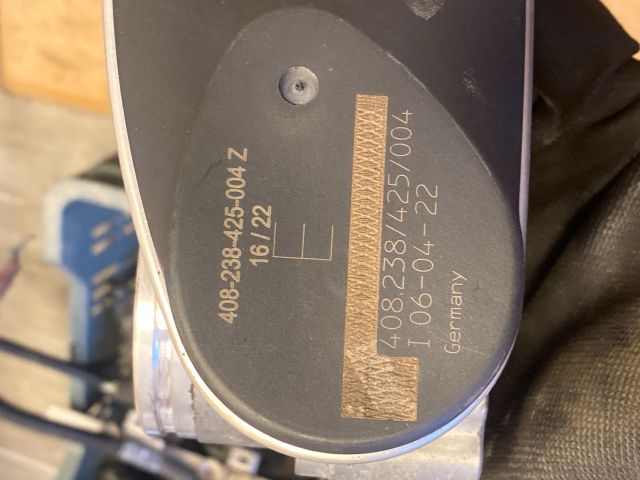 408-238-425-004 Z
16 / 22
408.238/425/004
I 06-04-22
Germany